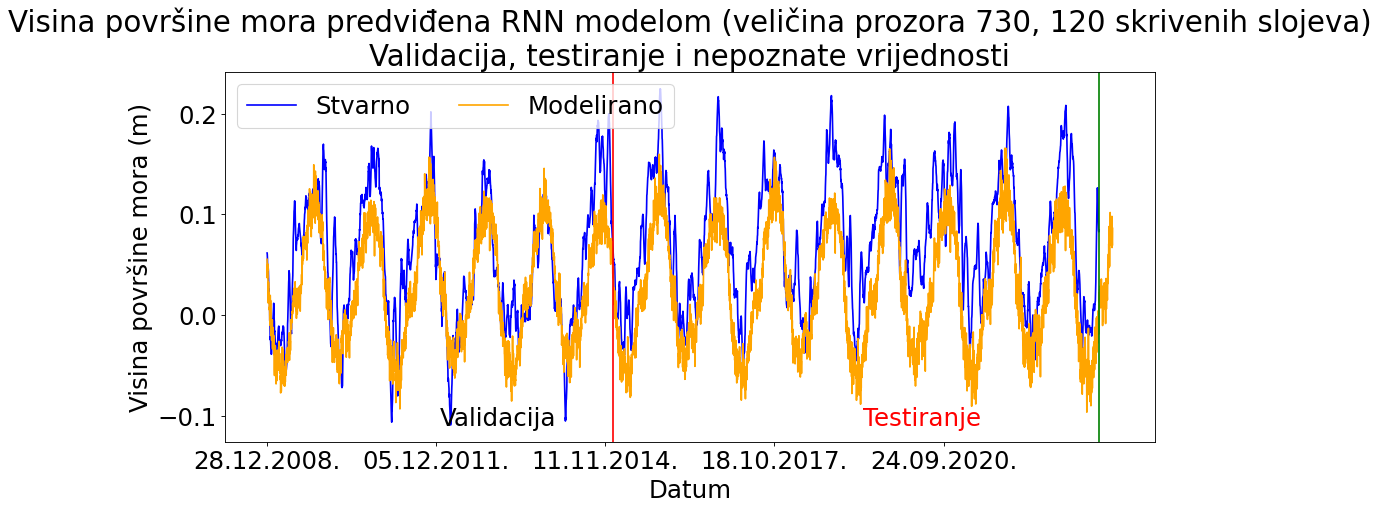 Visina površine mora predviđena RNN modelom (veličina prozora 730, 120 skrivenih slojeva)
Validacija, testiranje i nepoznate vrijednosti
Stvarno
Modelirano
Visina površine mora (m)
0.2
0.1
0.0
−0.1
Validacija
Testiranje
28.12.2008.
05.12.2011.
11.11.2014.
18.10.2017.
24.09.2020.
Datum